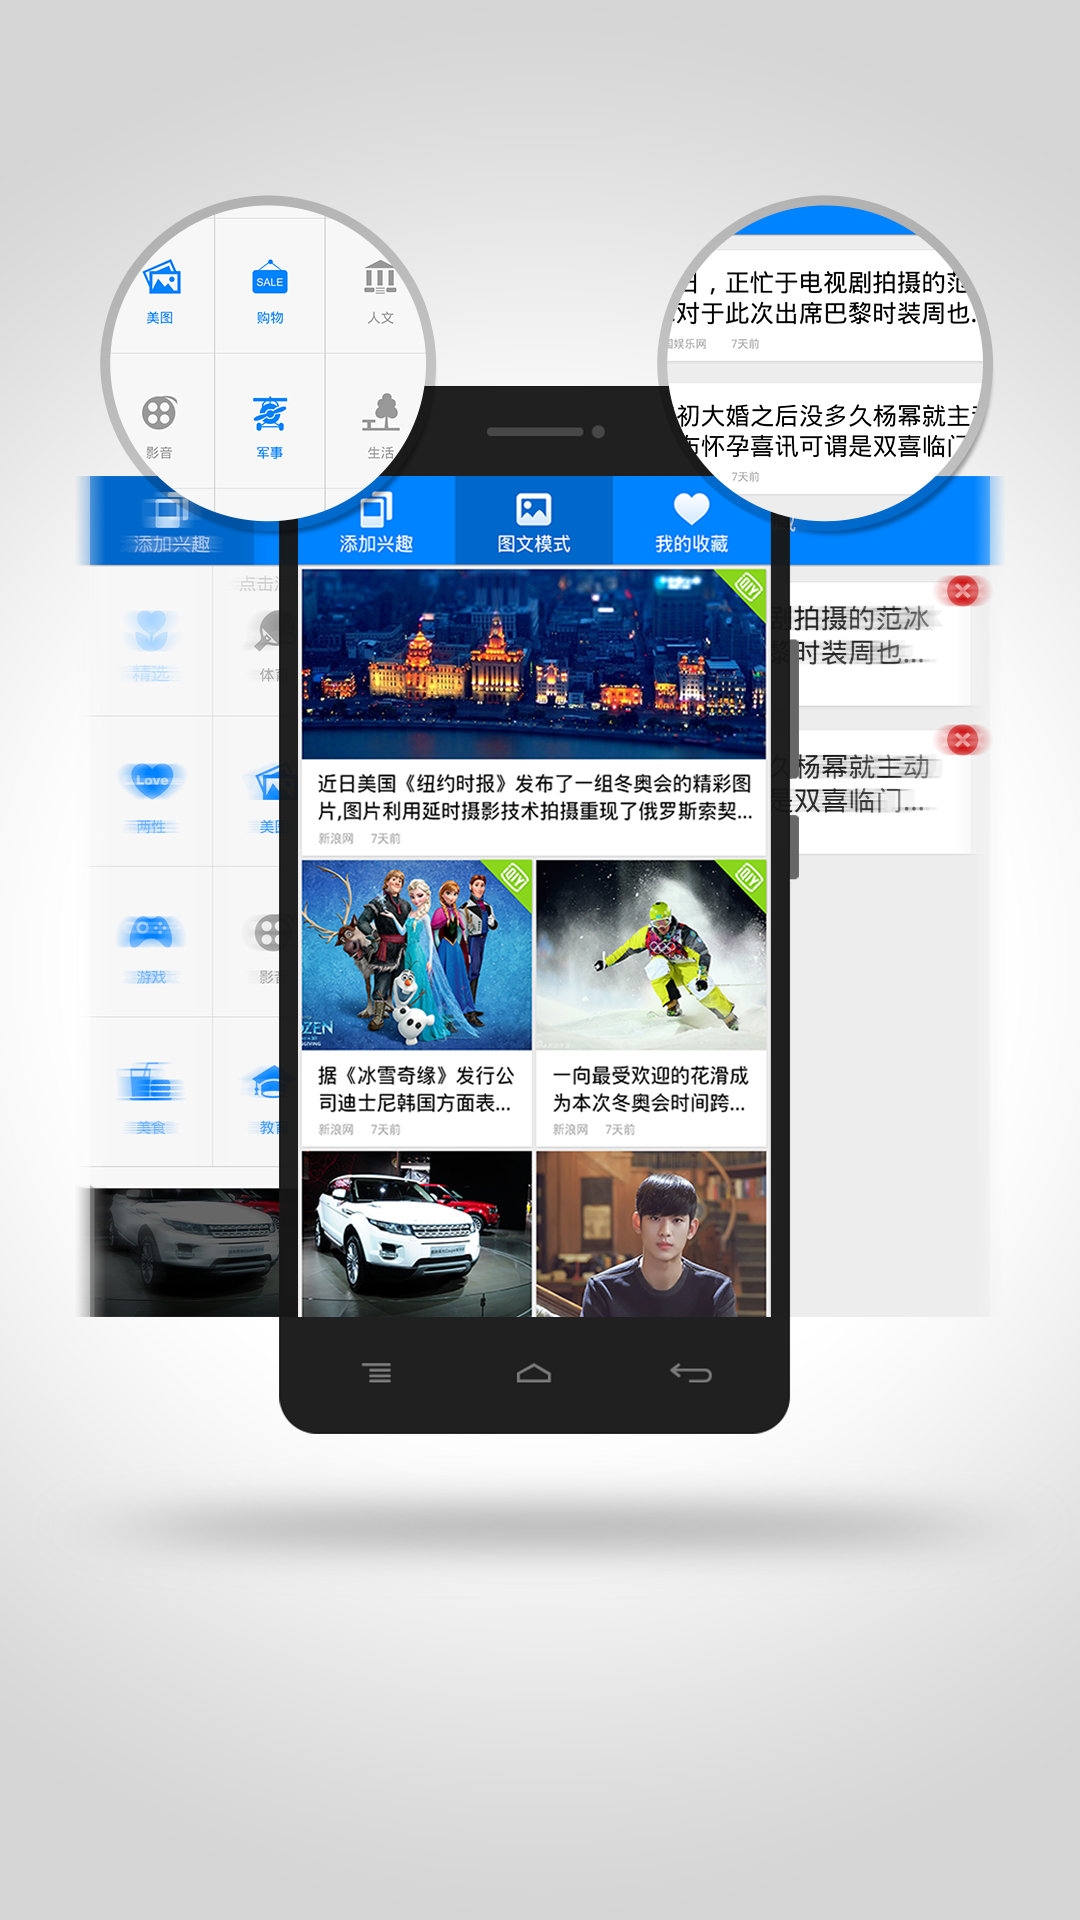 美图
SALE
购物
人文
影音
军事
生活
日，正忙于电视剧拍摄的范
对于此次出席巴黎时装周也...
娱乐网 7天前
初大婚之后没多久杨幂就主
布怀孕喜讯可谓是双喜临门
7天前
添加兴趣
添加兴趣
图文模式
我的收藏
点击
精选
体育
Love
两性
美图
游戏
影音
美食
教育
QIY
近日美国《纽约时报》发布了一组冬奥会的精彩图
片,图片利用延时摄影技术拍摄重现了俄罗斯索契...
新浪网 7天前
QIY
ZEN
据《冰雪奇缘》发行公
司迪士尼韩国方面表...
新浪网 7天前
QIY
一向最受欢迎的花滑成
为本次冬奥会时间跨...
新浪网 7天前
剧拍摄的范冰
黎时装周也...
久杨幂就主动
是双喜临门...